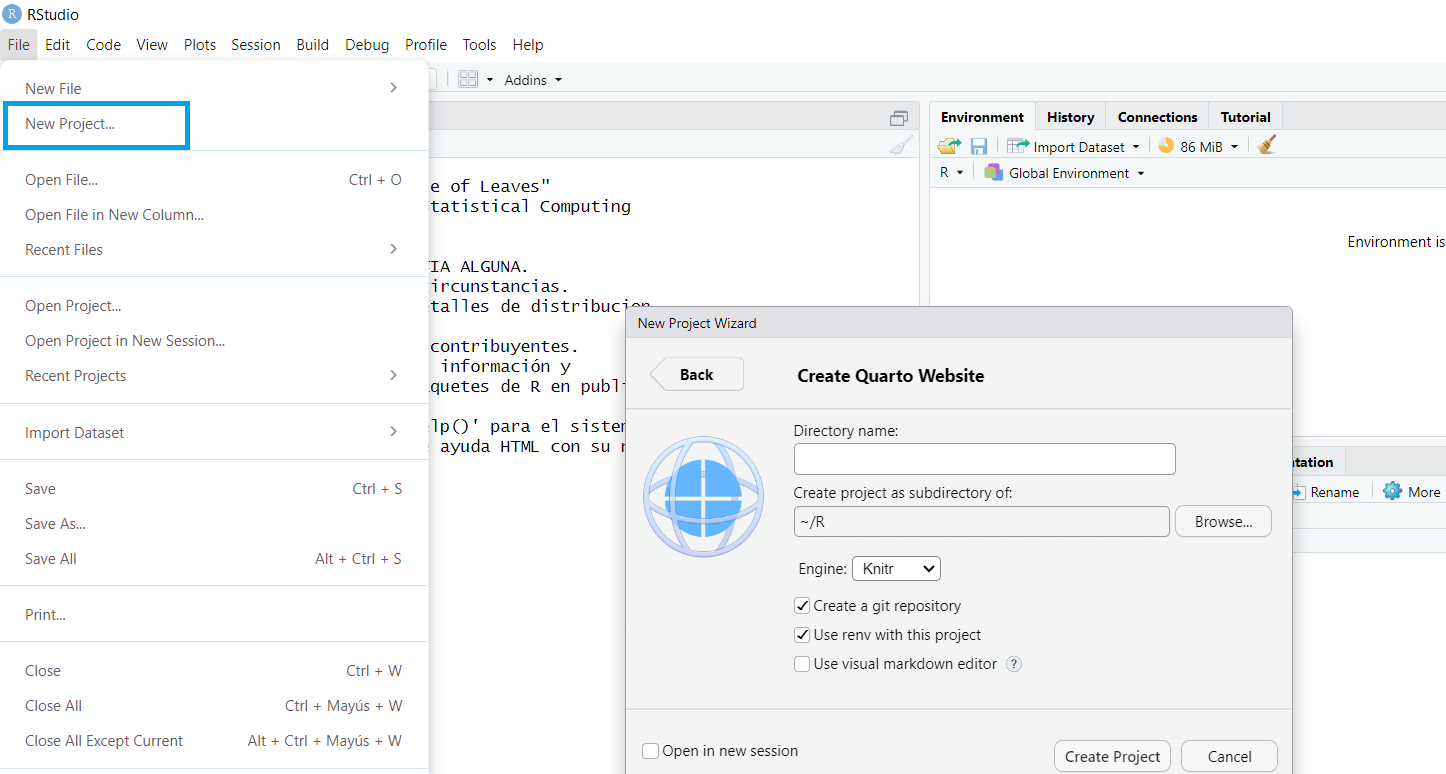 RStudio
File Edit Code View Plots Session Build Debug Profile Tools Help
Addins
New File
New Project...
Open File... Ctrl + O
Open File in New Column...
Recent Files
Open Project...
Open Project in New Session...
Recent Projects
Import Dataset
Save Ctrl + S
Save As...
Save All Alt + Ctrl + S
Print...
Close Ctrl + W
Close All Ctrl + Mayús + W
Close All Except Current Alt + Ctrl + Mayús + W
e of Leaves"
tatistical Computing
TIA ALGUNA.
ircunstancias.
talles de distribucion
contribuyentes.
información y
quetes de R en publi
lp()' para el sistem
ayuda HTML con su n
Environment History Connections Tutorial
Import Dataset 86 MiB
R Global Environment
Environment is
ntation
Rename More
New Project Wizard
Back Create Quarto Website
Directory name:
Create project as subdirectory of:
~/R Browse...
Engine: Knitr
Create a git repository
Use renv with this project
Use visual markdown editor ?
Open in new session Create Project Cancel